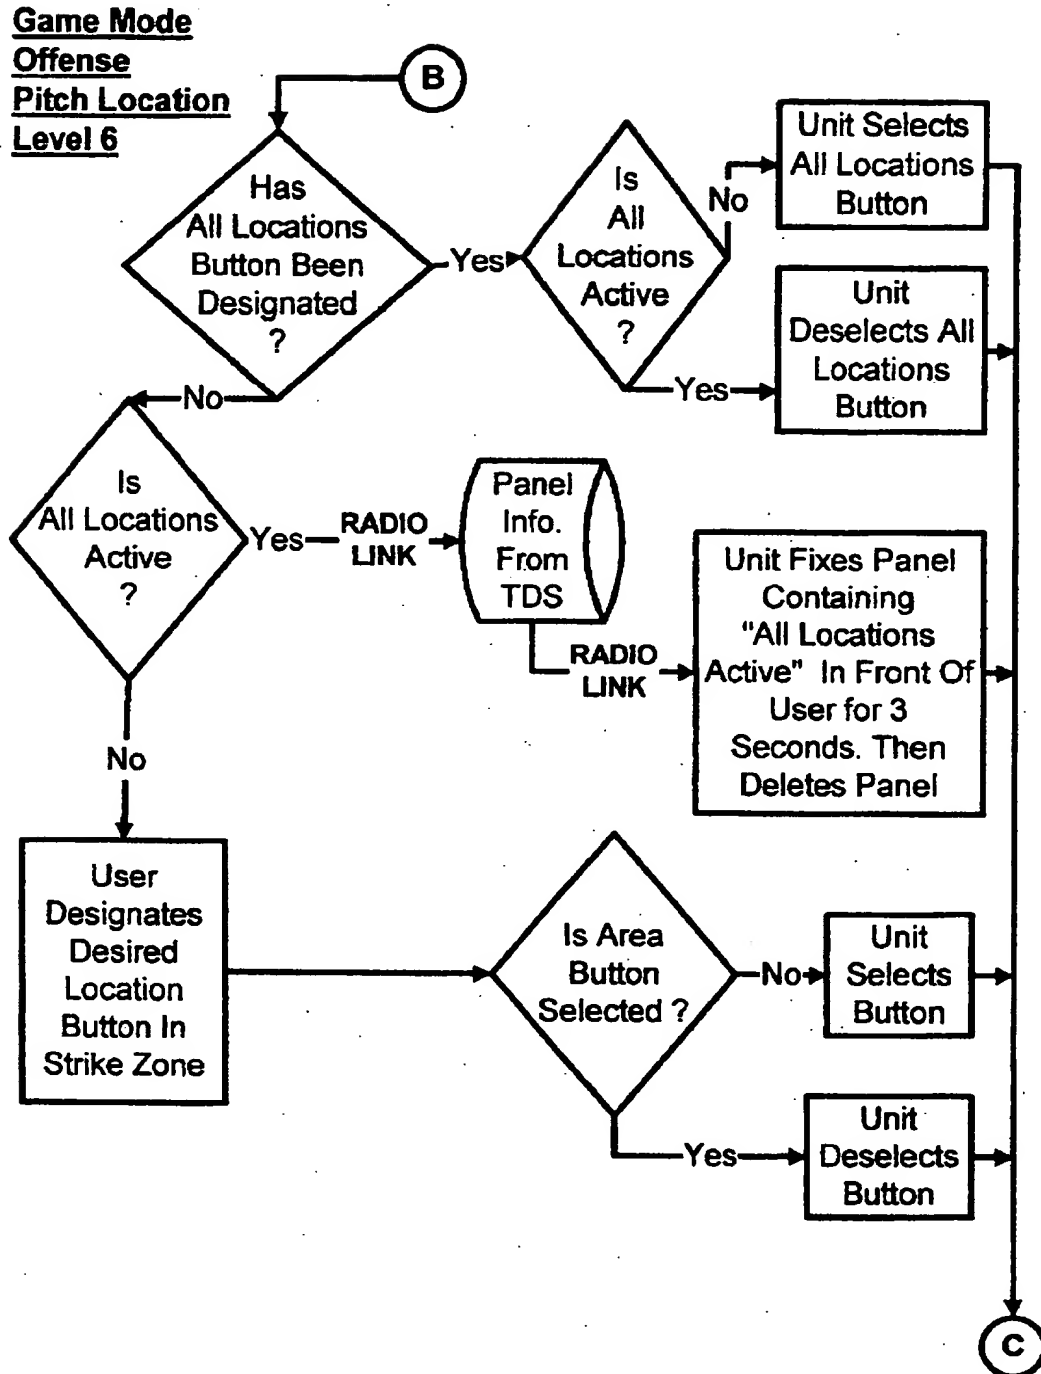 Game Mode
Offense
Pitch Location
Level 6
B
Has
All Locations
Button Been
Designated
?
Yes
Is
All
Locations
Active
?
No
Unit Selects
All Locations
Button
Yes
Unit
Deselects All
Locations
Button
No
Is
All Locations
Active
?
Yes
RADIO
LINK
Panel
Info.
From
TDS
RADIO
LINK
Unit Fixes Panel
Containing
"All Locations
Active" In Front Of
User for 3
Seconds. Then
Deletes Panel
No
User
Designates
Desired
Location
Button In
Strike Zone
Is Area
Button
Selected ?
No
Unit
Selects
Button
Yes
Unit
Deselects
Button
C